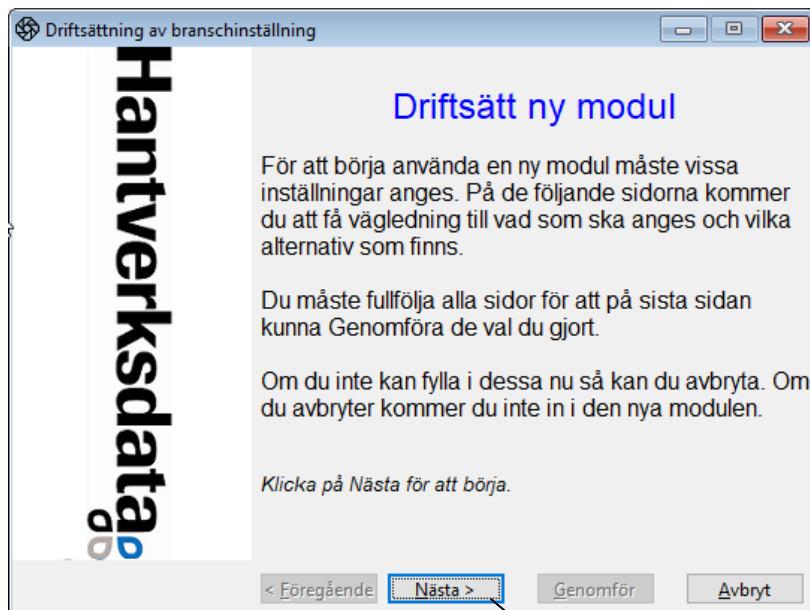 Driftsättning av branschinställning
Hantverksdata
Driftsätt ny modul
För att börja använda en ny modul måste vissa
inställningar anges. På de följande sidorna kommer
du att få vägledning till vad som ska anges och vilka
alternativ som finns.
Du måste fullfölja alla sidor för att på sista sidan
kunna Genomföra de val du gjort.
Om du inte kan fylla i dessa nu så kan du avbryta. Om
du avbryter kommer du inte in i den nya modulen.
Klicka på Nästa för att börja.
< Föregående
Nästa >
Genomför
Avbryt